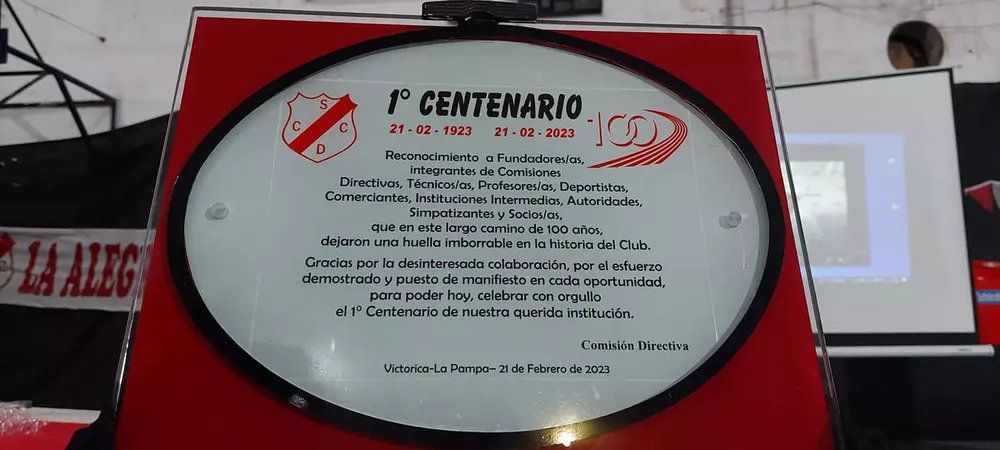 1° CENTENARIO
21 - 02 - 1923 21 - 02 - 2023
100
S
C C
D
Reconocimiento a Fundadores/as,
integrantes de Comisiones
Directivas, Técnicos/as, Profesores/as, Deportistas,
Comerciantes, Instituciones Intermedias, Autoridades,
Simpatizantes y Socios/as,
que en este largo camino de 100 años,
dejaron una huella imborrable en la historia del Club.
Gracias por la desinteresada colaboración, por el esfuerzo
demostrado y puesto de manifiesto en cada oportunidad,
para poder hoy, celebrar con orgullo
el 1° Centenario de nuestra querida institución.
Comisión Directiva
Victorica-La Pampa– 21 de Febrero de 2023
LA ALEG